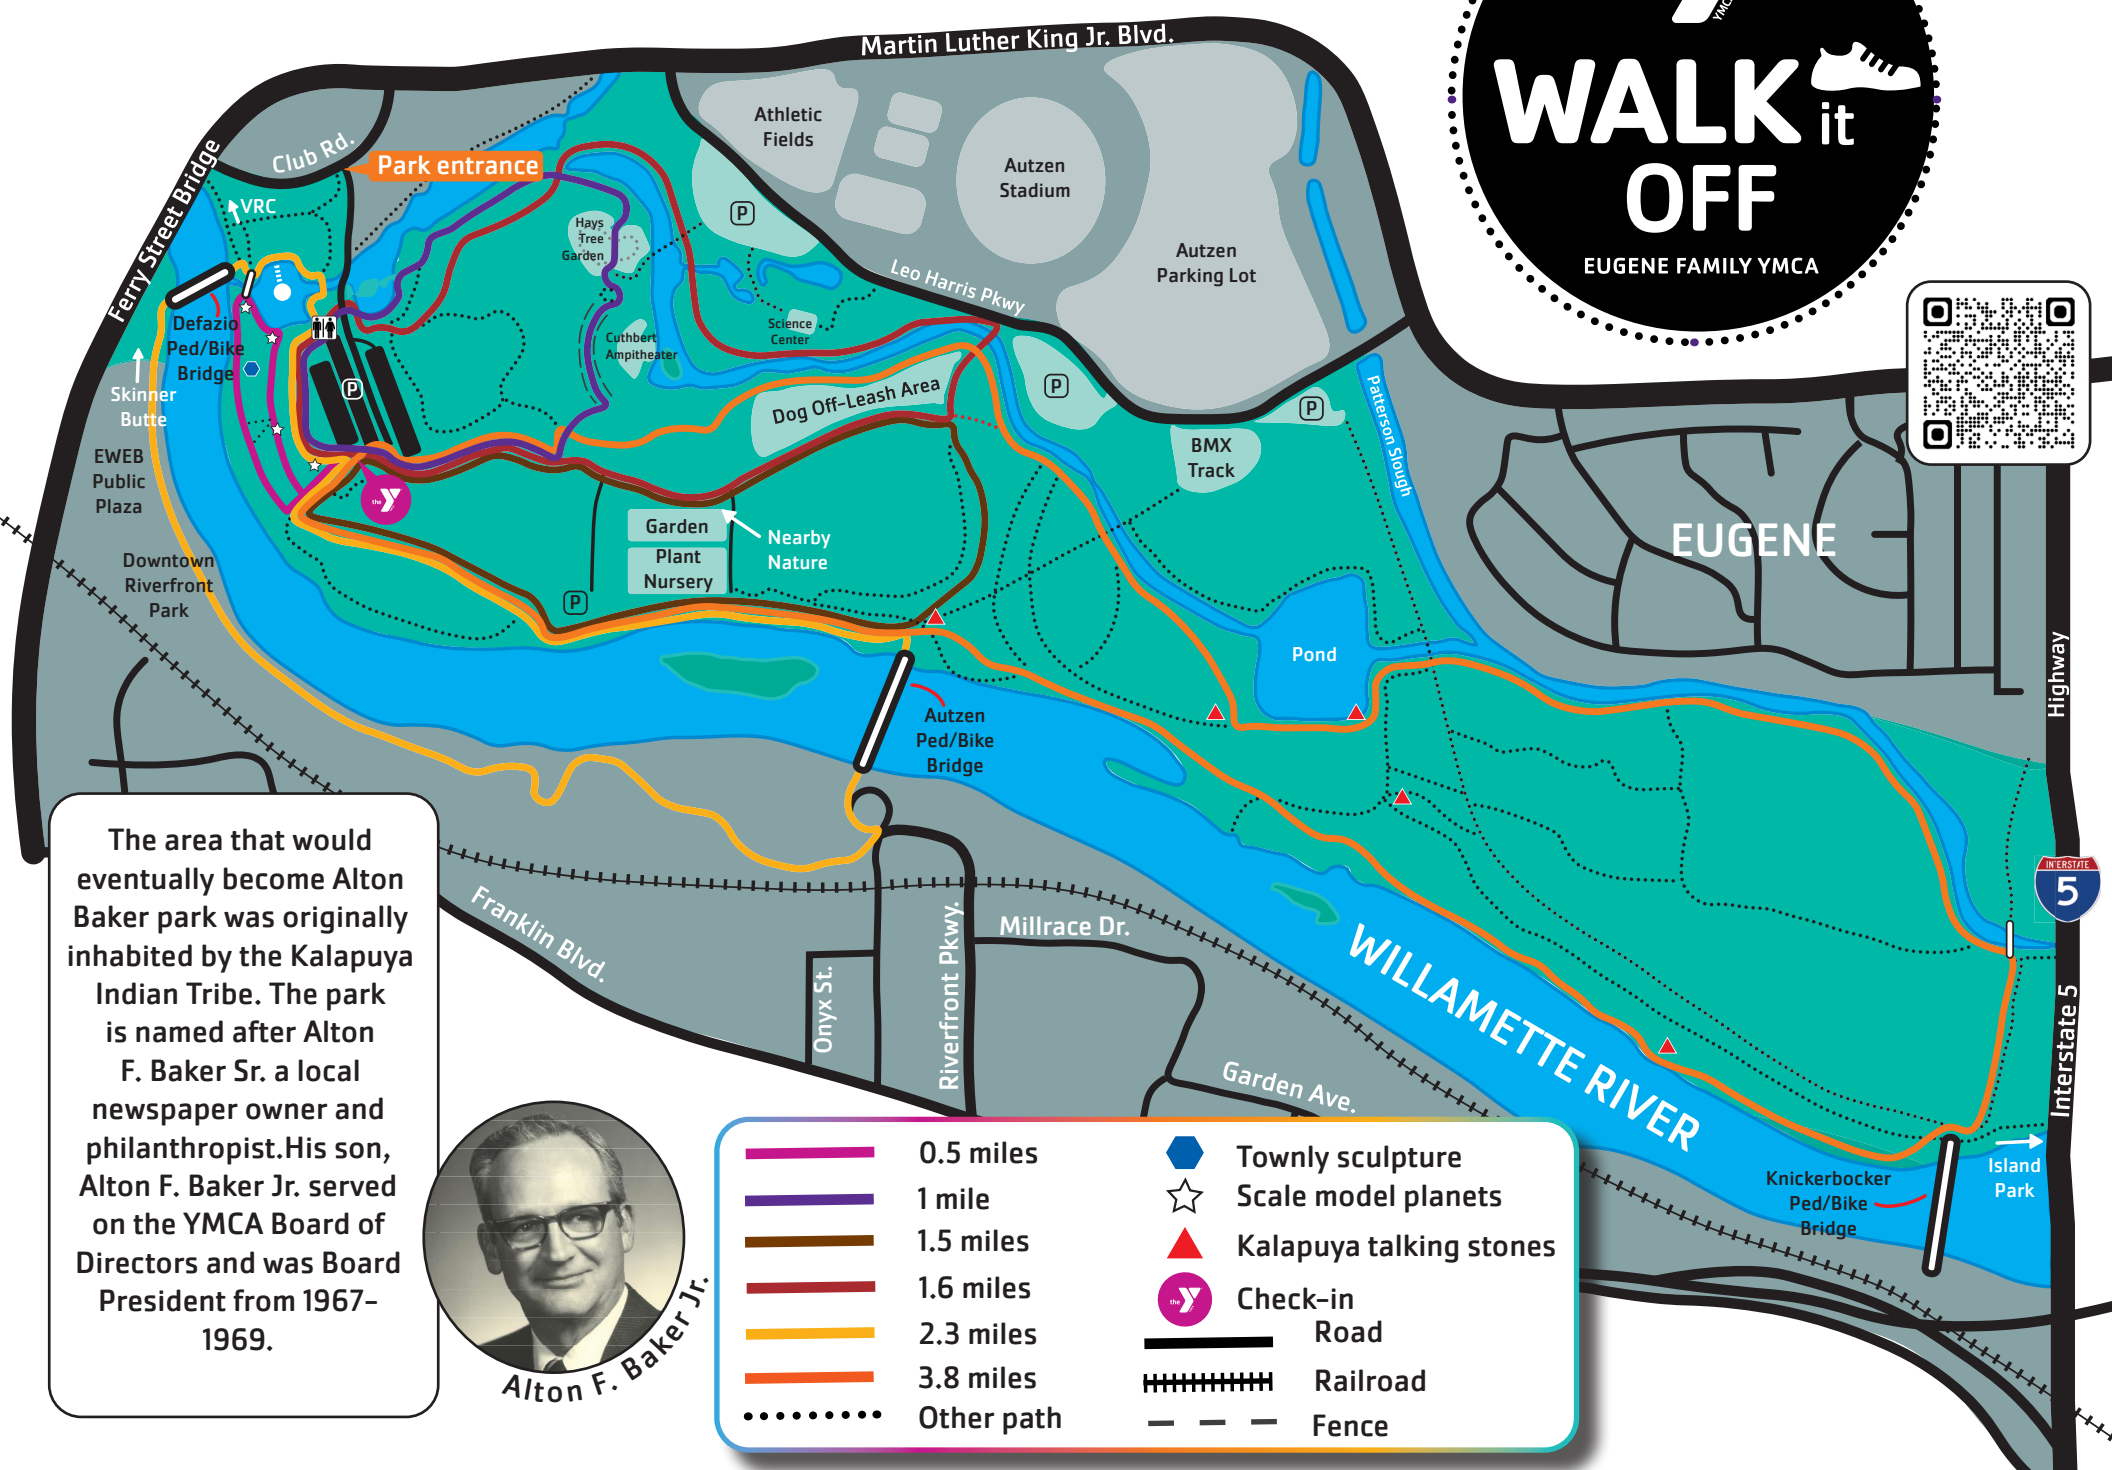 Martin Luther King Jr. Blvd.
WALK it
OFF
EUGENE FAMILY YMCA
Athletic
Fields
Autzen
Stadium
Autzen
Parking Lot
Club Rd.
Park entrance
Ferry Street Bridge
VRC
Hays
Tree
Garden
Leo Harris Pkwy
Science
Center
Cuthbert
Ampitheater
Defazio
Ped/Bike
Bridge
Skinner
Butte
P
P
P
P
P
Dog Off-Leash Area
BMX
Track
Patterson Slough
EWEB
Public
Plaza
the Y
Garden
Plant
Nursery
Nearby
Nature
EUGENE
Downtown
Riverfront
Park
Pond
Highway
Autzen
Ped/Bike
Bridge
INTERSTATE
5
Interstate 5
Franklin Blvd.
Onyx St.
Riverfront Pkwy.
Millrace Dr.
Garden Ave.
WILLAMETTE RIVER
Knickerbocker
Ped/Bike
Bridge
Island
Park
The area that would
eventually become Alton
Baker park was originally
inhabited by the Kalapuya
Indian Tribe. The park
is named after Alton
F. Baker Sr. a local
newspaper owner and
philanthropist.His son,
Alton F. Baker Jr. served
on the YMCA Board of
Directors and was Board
President from 1967-
1969.
Alton F. Baker Jr.
0.5 miles
1 mile
1.5 miles
1.6 miles
2.3 miles
3.8 miles
Other path
Townly sculpture
Scale model planets
Kalapuya talking stones
the Y
Check-in
Road
Railroad
Fence